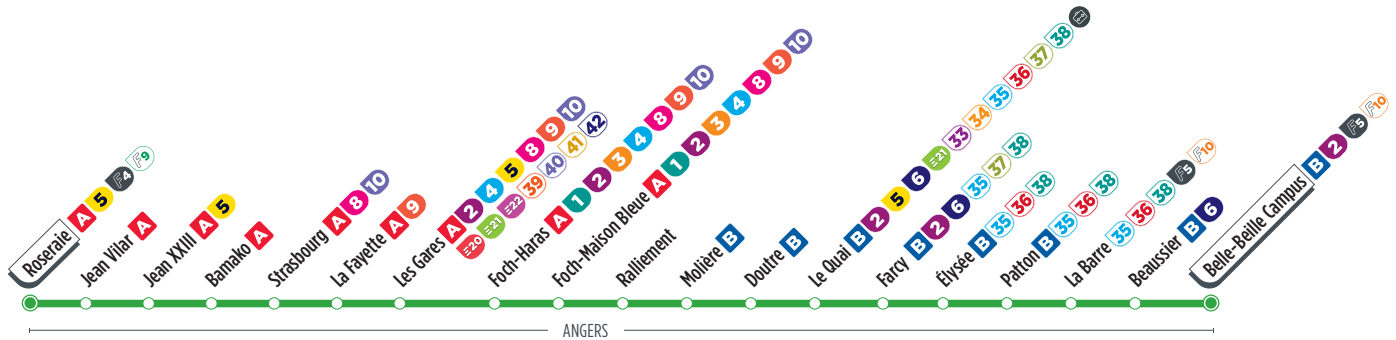 Roseraie A 5 F4 F9
Jean Vilar A
Jean XXIII A 5
Bamako A
Strasbourg A 8 10
La Fayette A 9
Les Gares A 2 4 5 8 9 10
20 21 22 39 40 41 42
Foch-Haras A 1 2 3 4 8 9 10
Foch-Maison Bleue A 1 2 3 4 8 9 10
Ralliement
Molière B
Doutre B
Le Quai B 2 5 6 21 33 34 35 36 37 38
Farcy B 2 6 35 37 38
Élysée B 35 36 38
Patton B 35 36 38
La Barre 35 36 38 F5 F10
Beaussier B 6
Belle-Beille Campus B 2 F5 F10
ANGERS